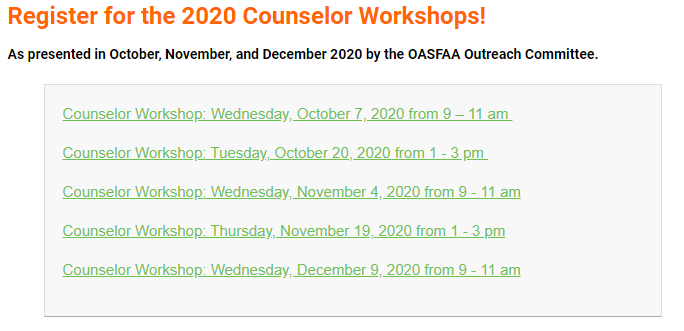 Register for the 2020 Counselor Workshops!
As presented in October, November, and December 2020 by the OASFAA Outreach Committee.
Counselor Workshop: Wednesday, October 7, 2020 from 9 – 11 am
Counselor Workshop: Tuesday, October 20, 2020 from 1 - 3 pm
Counselor Workshop: Wednesday, November 4, 2020 from 9 - 11 am
Counselor Workshop: Thursday, November 19, 2020 from 1 - 3 pm
Counselor Workshop: Wednesday, December 9, 2020 from 9 - 11 am